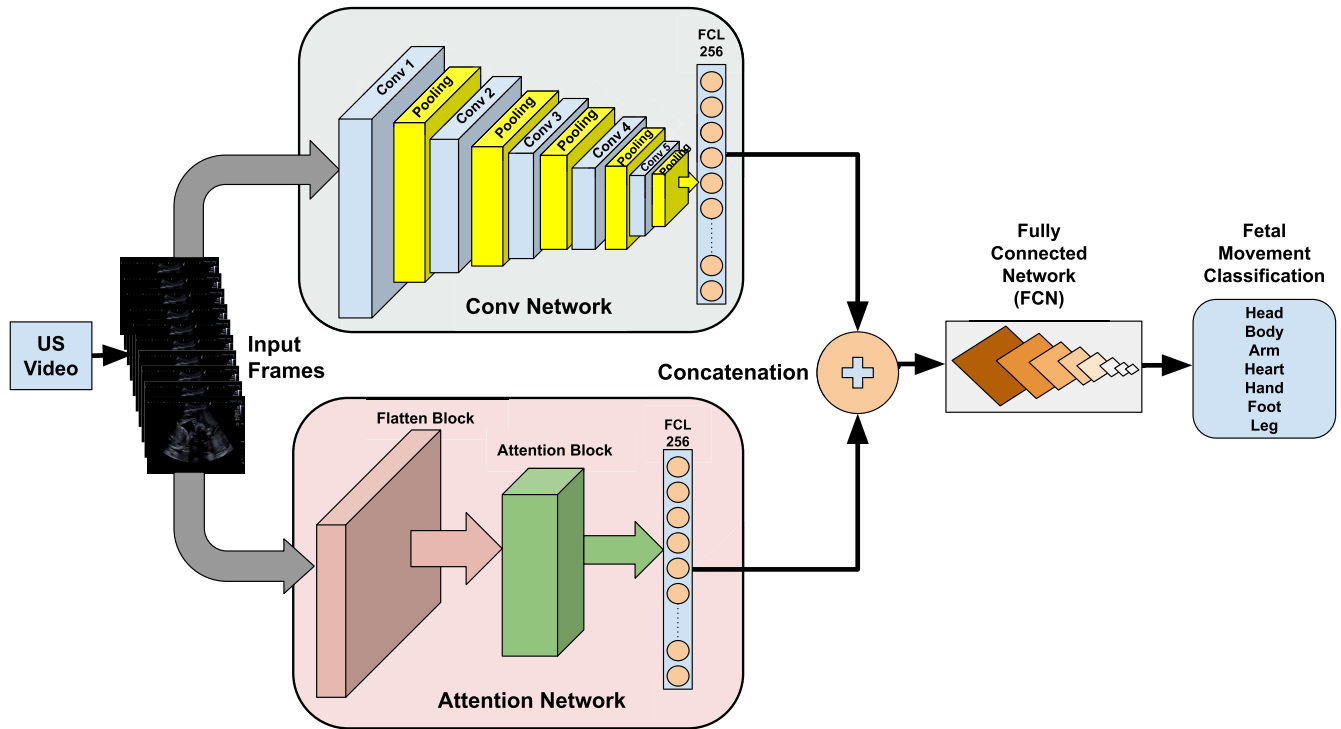 US
Video
Input
Frames
Conv 1
Pooling
Conv 2
Pooling
Conv 3
Pooling
Conv 4
Pooling
Conv 5
Pooling
FCL
256
Conv Network
Flatten Block
Attention Block
FCL
256
Attention Network
Concatenation
Fully
Connected
Network
(FCN)
Fetal
Movement
Classification
Head
Body
Arm
Heart
Hand
Foot
Leg